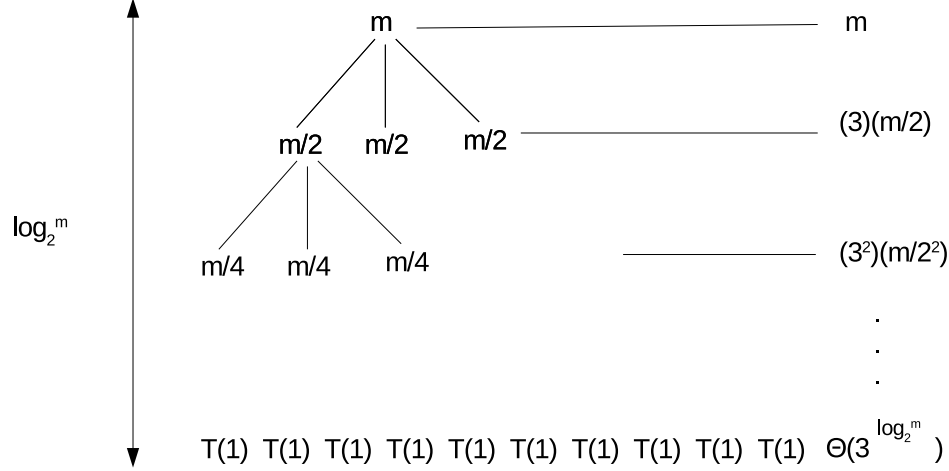 m m
m/2 m/2 m/2 (3)(m/2)
log₂ᵐ
m/4 m/4 m/4 (3²)(m/2²)
.
.
.
T(1) T(1) T(1) T(1) T(1) T(1) T(1) T(1) T(1) T(1) Θ(3^log₂ᵐ)